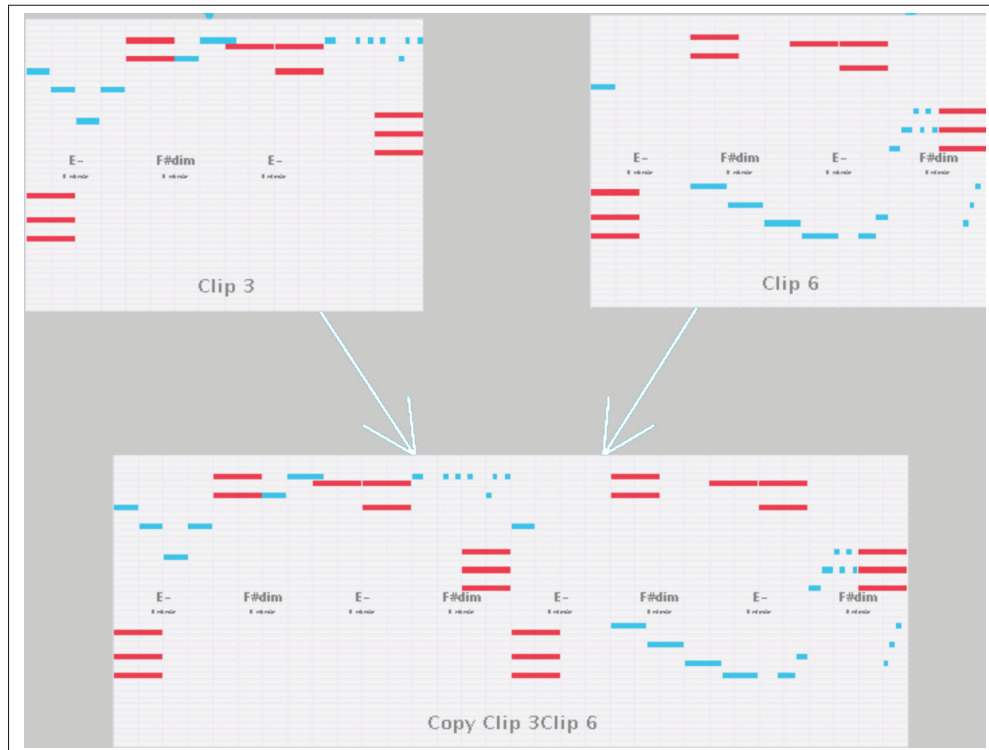 E- F#dim E-
Clip 3
E- F#dim E- F#dim
Clip 6
E- F#dim E- F#dim E- F#dim E- F#dim
Copy Clip 3Clip 6